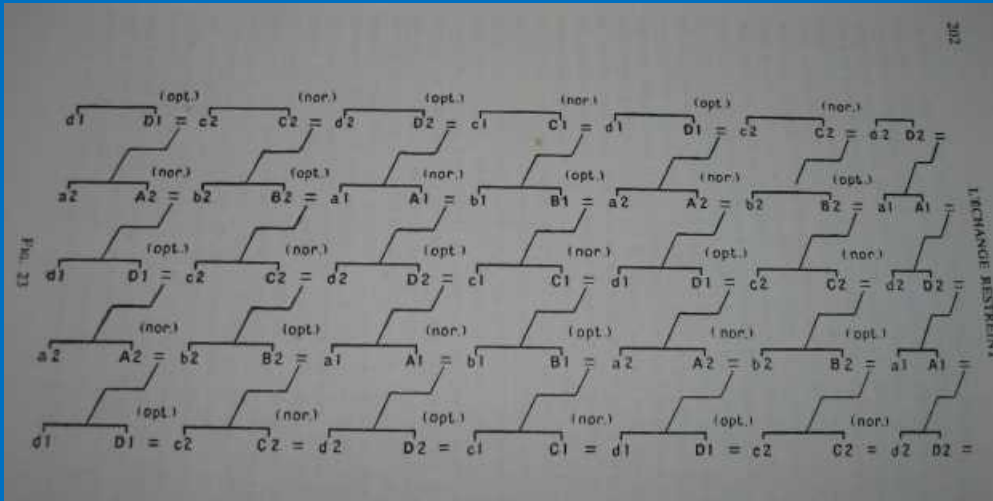 202
L'ÉCHANGE RESTREINT
(opt.) (nor.) (opt.) (nor.) (opt.) (nor.)
d1 D1 = c2 C2 = d2 D2 = c1 C1 = d1 D1 = c2 C2 = d2 D2 =
(nor.) (opt.) (nor.) (opt.) (nor.) (opt.)
a2 A2 = b2 B2 = a1 A1 = b1 B1 = a2 A2 = b2 B2 = a1 A1 =
(opt.) (nor.) (opt.) (nor.) (opt.) (nor.)
d1 D1 = c2 C2 = d2 D2 = c1 C1 = d1 D1 = c2 C2 = d2 D2 =
(nor.) (opt.) (nor.) (opt.) (nor.) (opt.)
a2 A2 = b2 B2 = a1 A1 = b1 B1 = a2 A2 = b2 B2 = a1 A1 =
(opt.) (nor.) (opt.) (nor.) (opt.) (nor.)
d1 D1 = c2 C2 = d2 D2 = c1 C1 = d1 D1 = c2 C2 = d2 D2 =
FIG. 23